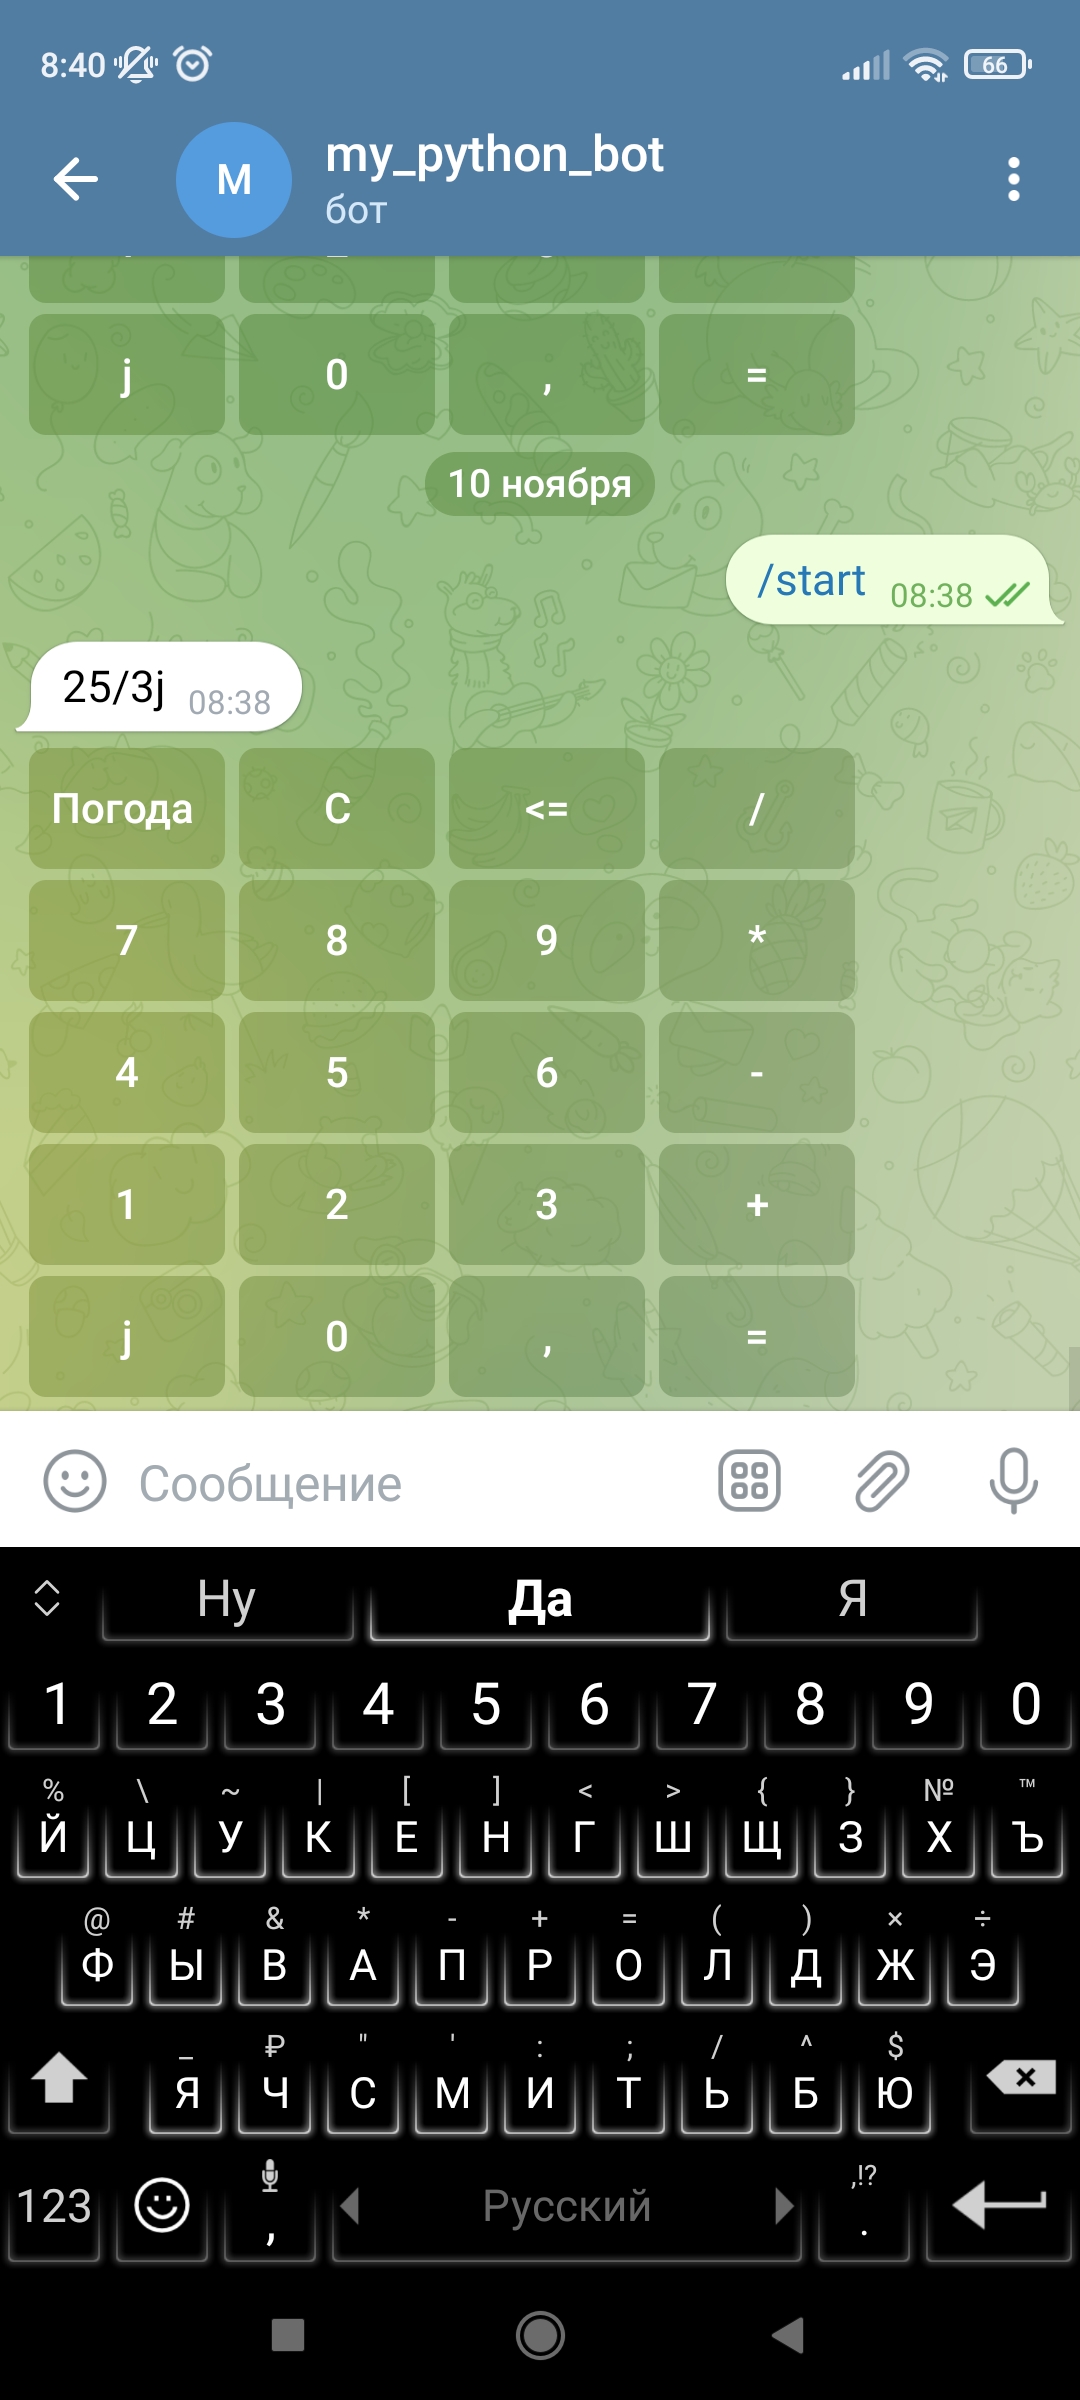 8:40
66
M
my_python_bot
бот
j 0 , =
10 ноября
/start 08:38
25/3j 08:38
Погода C <= /
7 8 9 *
4 5 6 -
1 2 3 +
j 0 , =
Сообщение
Ну Да Я
1 2 3 4 5 6 7 8 9 0
% \ ~ | [ ] < > { } № ™
Й Ц У К Е Н Г Ш Щ З Х Ъ
@ # & * - + = ( ) × ÷
Ф Ы В А П Р О Л Д Ж Э
_ ₽ " ' : ; / ^ $
Я Ч С М И Т Ь Б Ю
,!?
123 , Русский .